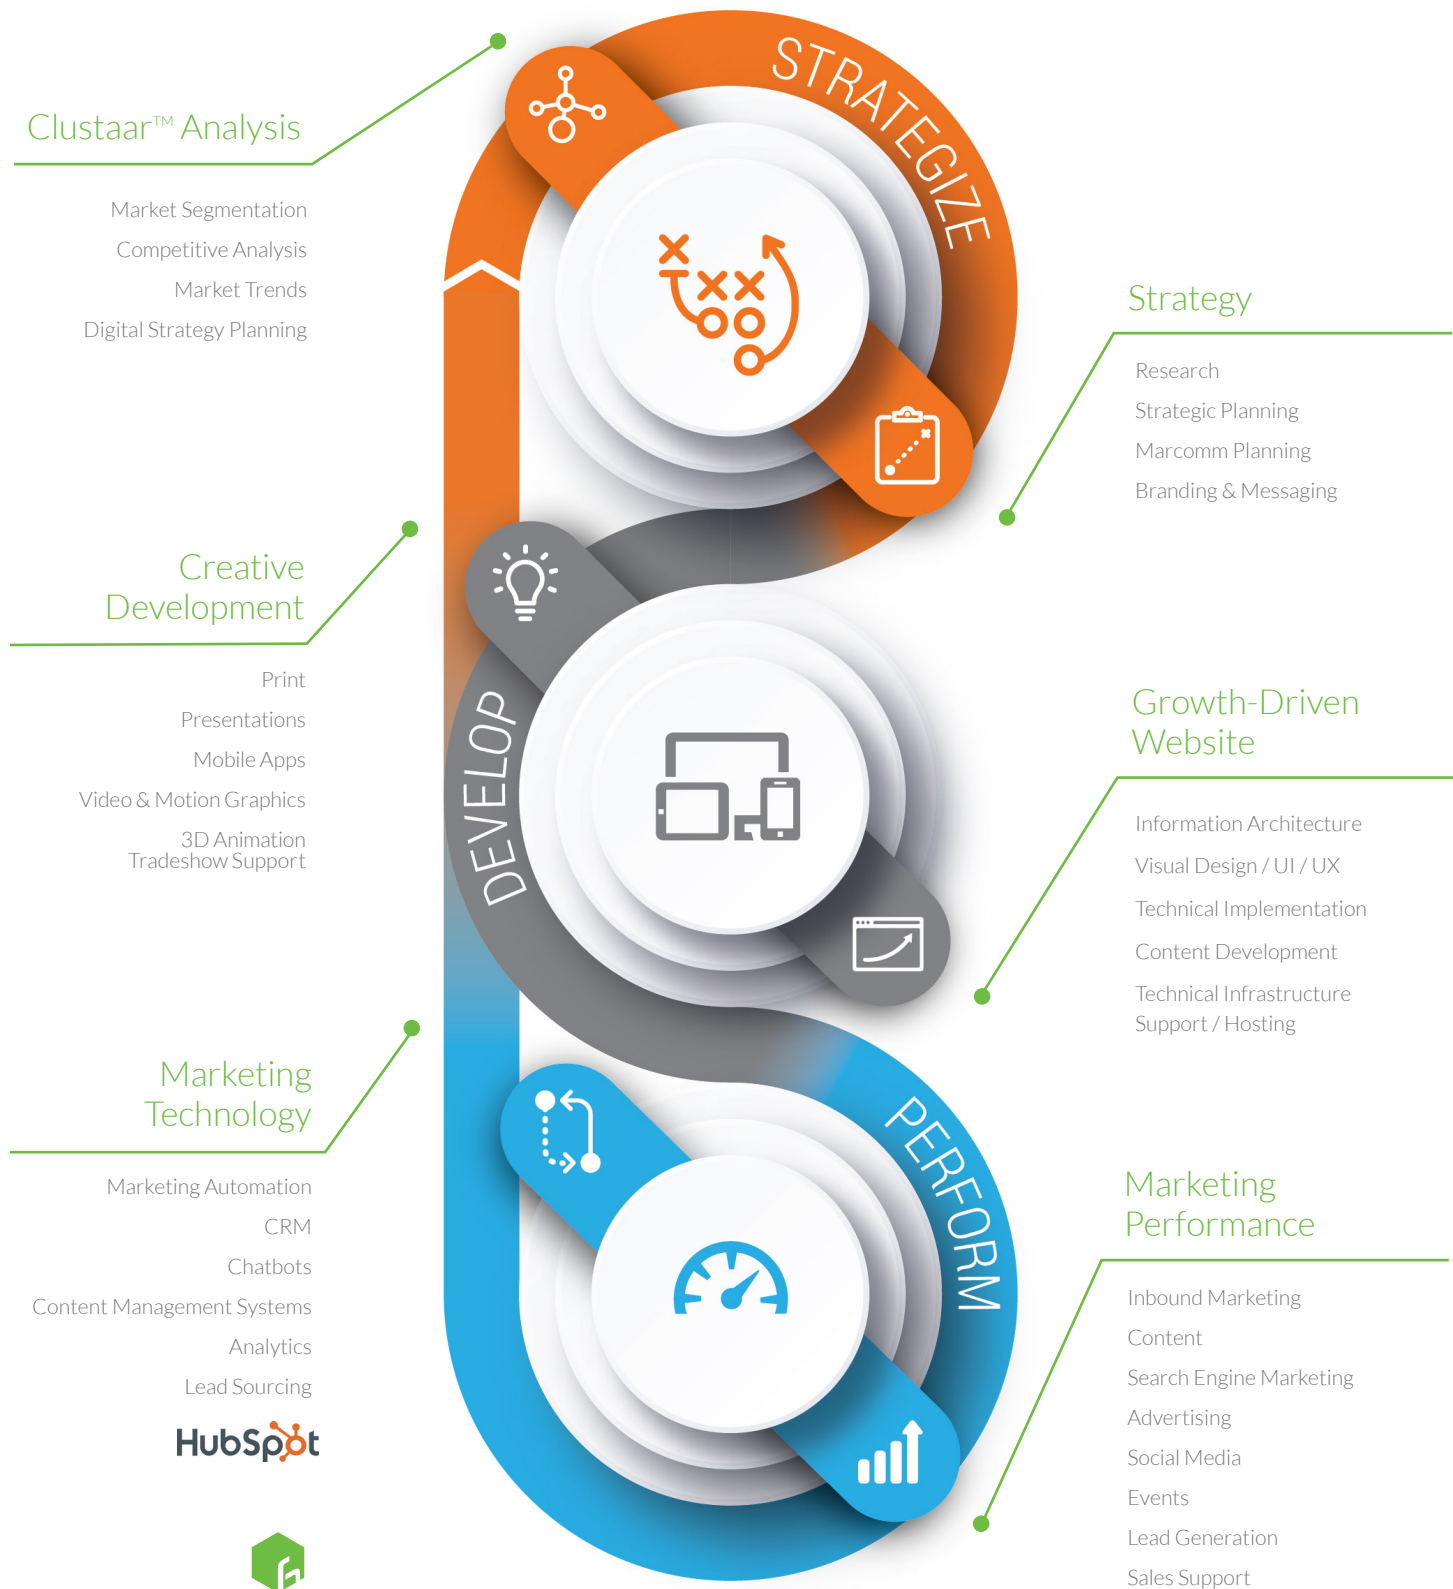 STRATEGIZE
Clustaar™ Analysis
Market Segmentation
Competitive Analysis
Market Trends
Digital Strategy Planning
Strategy
Research
Strategic Planning
Marcomm Planning
Branding & Messaging
DEVELOP
Creative
Development
Print
Presentations
Mobile Apps
Video & Motion Graphics
3D Animation
Tradeshow Support
Growth-Driven
Website
Information Architecture
Visual Design / UI / UX
Technical Implementation
Content Development
Technical Infrastructure
Support / Hosting
PERFORM
Marketing
Technology
Marketing Automation
CRM
Chatbots
Content Management Systems
Analytics
Lead Sourcing
HubSpot
Marketing
Performance
Inbound Marketing
Content
Search Engine Marketing
Advertising
Social Media
Events
Lead Generation
Sales Support